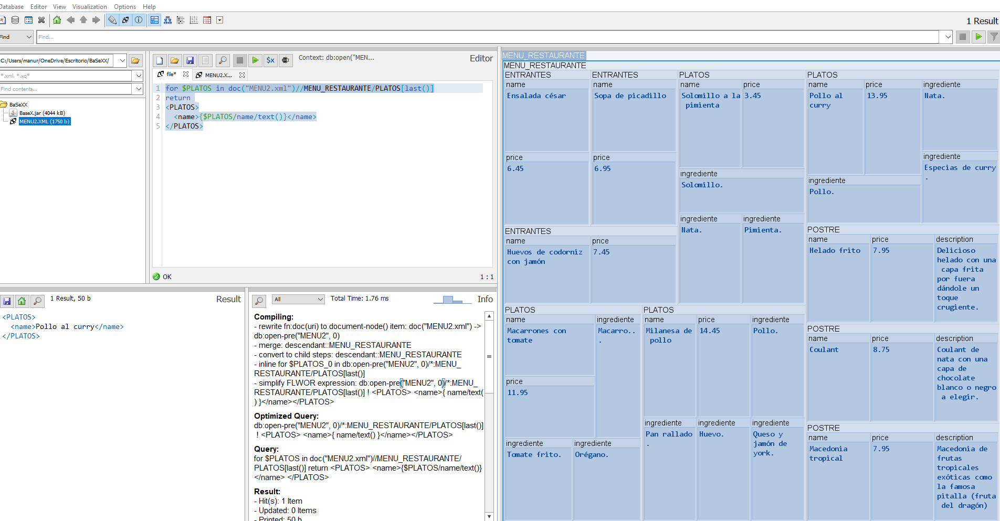 Database Editor View Visualization Options Help
1 Result
Find
Find...
C:/Users/manur/OneDrive/Escritorio/BaSeXX/
*.xml, *.xq*
Find contents...
BaSeXX
BaseX.jar (4044 kB)
MENU2.XML (1750 b)
$X
Context: db:open("MEN...
Editor
file*
MENU2.X...
1 for $PLATOS in doc("MENU2.xml")//MENU_RESTAURANTE/PLATOS[last()]
2 return
3 <PLATOS>
4 <name>{$PLATOS/name/text()}</name>
5 </PLATOS>
OK
1 : 1
1 Result, 50 b
Result
<PLATOS>
<name>Pollo al curry</name>
</PLATOS>
All
Total Time: 1.76 ms
Info
Compiling:
- rewrite fn:doc(uri) to document-node() item: doc("MENU2.xml") ->
db:open-pre("MENU2", 0)
- merge: descendant::MENU_RESTAURANTE
- convert to child steps: descendant::MENU_RESTAURANTE
- inline for $PLATOS_0 in db:open-pre("MENU2", 0)/*:MENU_
RESTAURANTE/PLATOS[last()]
- simplify FLWOR expression: db:open-pre("MENU2", 0)/*:MENU_
RESTAURANTE/PLATOS[last()] ! <PLATOS> <name>{ name/text(
) }</name></PLATOS>
Optimized Query:
db:open-pre("MENU2", 0)/*:MENU_RESTAURANTE/PLATOS[last()]
! <PLATOS> <name>{ name/text() }</name></PLATOS>
Query:
for $PLATOS in doc("MENU2.xml")//MENU_RESTAURANTE/
PLATOS[last()] return <PLATOS> <name>{$PLATOS/name/text()}
</name> </PLATOS>
Result:
- Hit(s): 1 Item
- Updated: 0 Items
- Printed: 50 b
MENU_RESTAURANTE
MENU_RESTAURANTE
ENTRANTES
name
Ensalada césar
price
6.45
ENTRANTES
name
Sopa de picadillo
price
6.95
ENTRANTES
name
Huevos de codorniz
con jamón
price
7.45
PLATOS
name
Solomillo a la
pimienta
price
3.45
ingrediente
Solomillo.
ingrediente
Nata.
ingrediente
Pimienta.
PLATOS
name
Pollo al
curry
price
13.95
ingrediente
Nata.
ingrediente
Especias de curry
.
ingrediente
Pollo.
PLATOS
name
Macarrones con
tomate
ingrediente
Macarro..
.
price
11.95
ingrediente
Tomate frito.
ingrediente
Orégano.
PLATOS
name
Milanesa de
pollo
price
14.45
ingrediente
Pollo.
ingrediente
Pan rallado
.
ingrediente
Huevo.
ingrediente
Queso y
jamón de
york.
POSTRE
name
Helado frito
price
7.95
description
Delicioso
helado con una
capa frita
por fuera
dándole un
toque
crugiente.
POSTRE
name
Coulant
price
8.75
description
Coulant de
nata con una
capa de
chocolate
blanco o negro
a elegir.
POSTRE
name
Macedonia
tropical
price
7.95
description
Macedonia de
frutas
tropicales
exóticas como
la famosa
pitalla (fruta
del dragón)